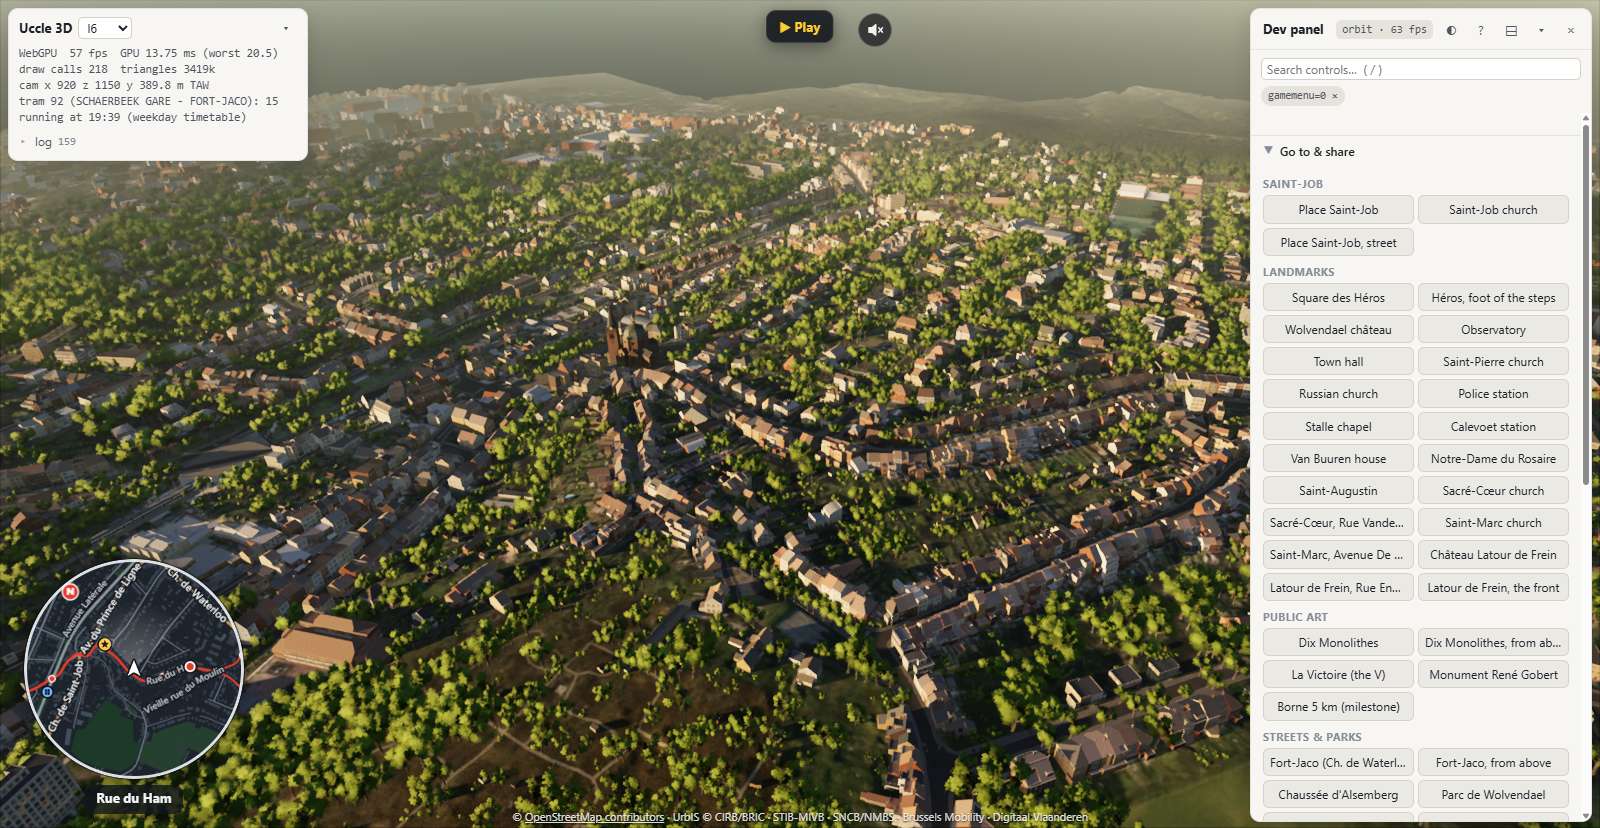 Uccle 3D l6
WebGPU 57 fps GPU 13.75 ms (worst 20.5)
draw calls 218 triangles 3419k
cam x 920 z 1150 y 389.8 m TAW
tram 92 (SCHAERBEEK GARE - FORT-JACO): 15
running at 19:39 (weekday timetable)
log 159
Play
Dev panel orbit · 63 fps ?
Search controls... (/)
gamemenu=0 ×
Go to & share
SAINT-JOB
Place Saint-Job Saint-Job church
Place Saint-Job, street
LANDMARKS
Square des Héros Héros, foot of the steps
Wolvendael château Observatory
Town hall Saint-Pierre church
Russian church Police station
Stalle chapel Calevoet station
Van Buuren house Notre-Dame du Rosaire
Saint-Augustin Sacré-Cœur church
Sacré-Cœur, Rue Vande... Saint-Marc church
Saint-Marc, Avenue De ... Château Latour de Frein
Latour de Frein, Rue En... Latour de Frein, the front
PUBLIC ART
Dix Monolithes Dix Monolithes, from ab...
La Victoire (the V) Monument René Gobert
Borne 5 km (milestone)
STREETS & PARKS
Fort-Jaco (Ch. de Waterl... Fort-Jaco, from above
Chaussée d'Alsemberg Parc de Wolvendael
N
Avenue Latérale
Av. du Prince de Ligne
Ch. de Waterloo
Ch. de Saint-Job
Rue du H
Vieille rue du Moulin
Rue du Ham
© OpenStreetMap contributors · UrbIS © CIRB/BRIC · STIB-MIVB · SNCB/NMBS · Brussels Mobility · Digitaal Vlaanderen